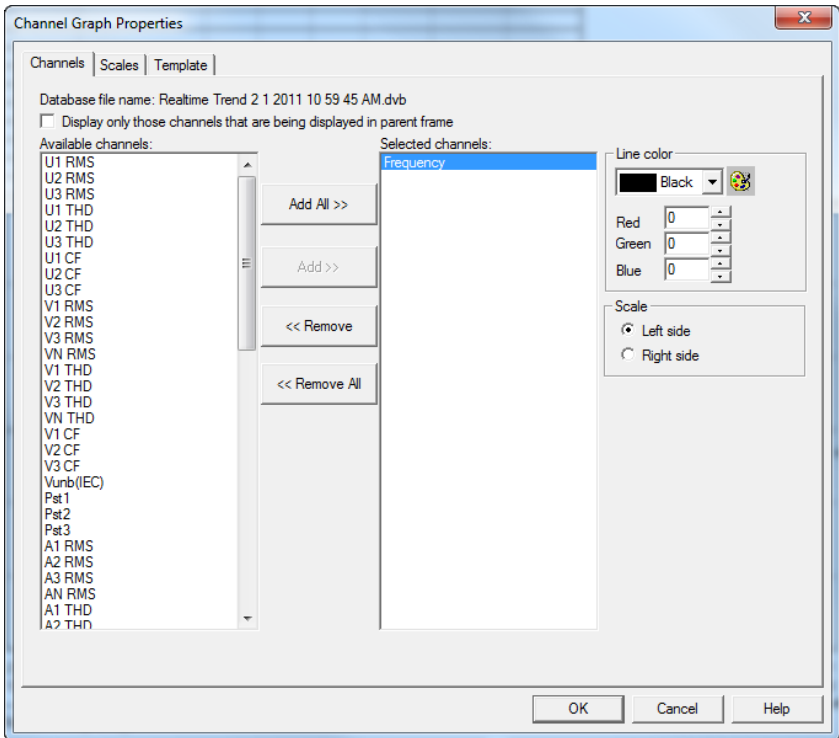 Channel Graph Properties
Channels Scales Template
Database file name: Realtime Trend 2 1 2011 10 59 45 AM.dvb
Display only those channels that are being displayed in parent frame
Available channels:
U1 RMS
U2 RMS
U3 RMS
U1 THD
U2 THD
U3 THD
U1 CF
U2 CF
U3 CF
V1 RMS
V2 RMS
V3 RMS
VN RMS
V1 THD
V2 THD
V3 THD
VN THD
V1 CF
V2 CF
V3 CF
Vunb(IEC)
Pst1
Pst2
Pst3
A1 RMS
A2 RMS
A3 RMS
AN RMS
A1 THD
A2 THD
Add All >>
Add >>
<< Remove
<< Remove All
Selected channels:
Frequency
Line color
Black
Red 0
Green 0
Blue 0
Scale
Left side
Right side
OK Cancel Help